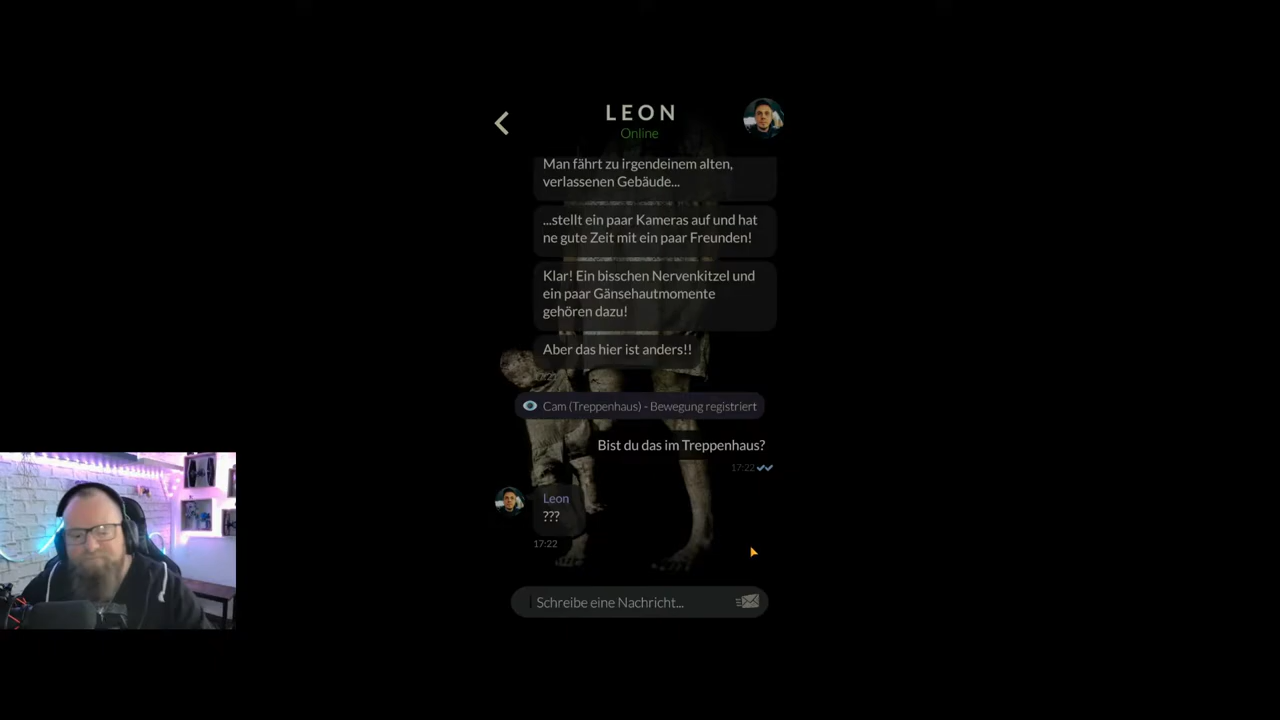 LEON
Online
Man fährt zu irgendeinem alten,
verlassenen Gebäude...
...stellt ein paar Kameras auf und hat
ne gute Zeit mit ein paar Freunden!
Klar! Ein bisschen Nervenkitzel und
ein paar Gänsehautmomente
gehören dazu!
Aber das hier ist anders!!
Cam (Treppenhaus) - Bewegung registriert
Bist du das im Treppenhaus?
17:22
Leon
???
17:22
Schreibe eine Nachricht...